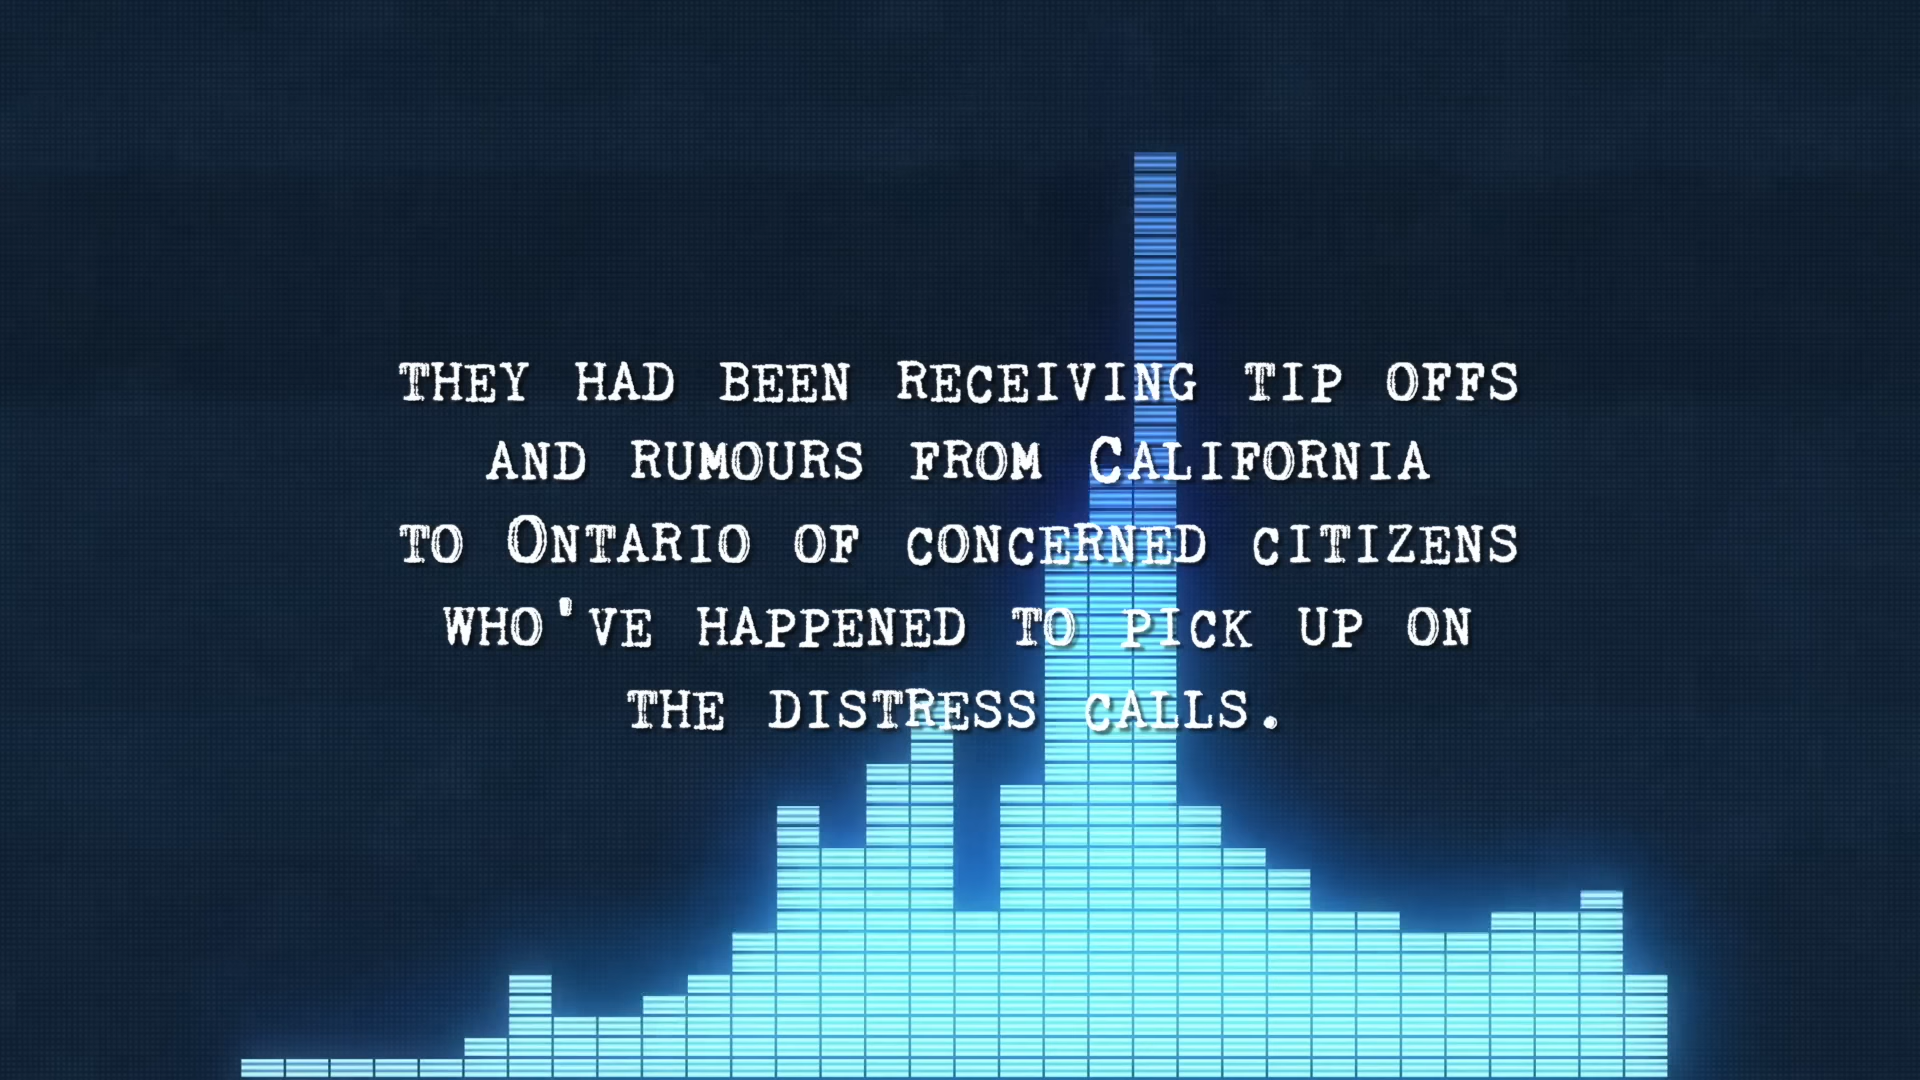 THEY HAD BEEN RECEIVING TIP OFFS
AND RUMOURS FROM CALIFORNIA
TO ONTARIO OF CONCERNED CITIZENS
WHO'VE HAPPENED TO PICK UP ON
THE DISTRESS CALLS.